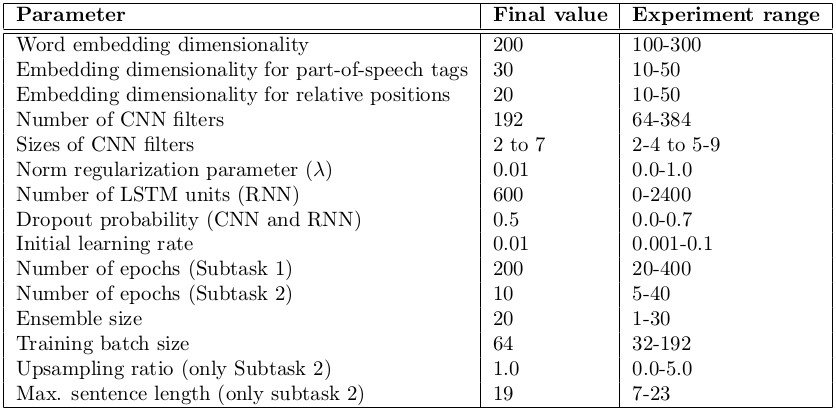 Parameter Final value Experiment range
Word embedding dimensionality 200 100-300
Embedding dimensionality for part-of-speech tags 30 10-50
Embedding dimensionality for relative positions 20 10-50
Number of CNN filters 192 64-384
Sizes of CNN filters 2 to 7 2-4 to 5-9
Norm regularization parameter (λ) 0.01 0.0-1.0
Number of LSTM units (RNN) 600 0-2400
Dropout probability (CNN and RNN) 0.5 0.0-0.7
Initial learning rate 0.01 0.001-0.1
Number of epochs (Subtask 1) 200 20-400
Number of epochs (Subtask 2) 10 5-40
Ensemble size 20 1-30
Training batch size 64 32-192
Upsampling ratio (only Subtask 2) 1.0 0.0-5.0
Max. sentence length (only subtask 2) 19 7-23